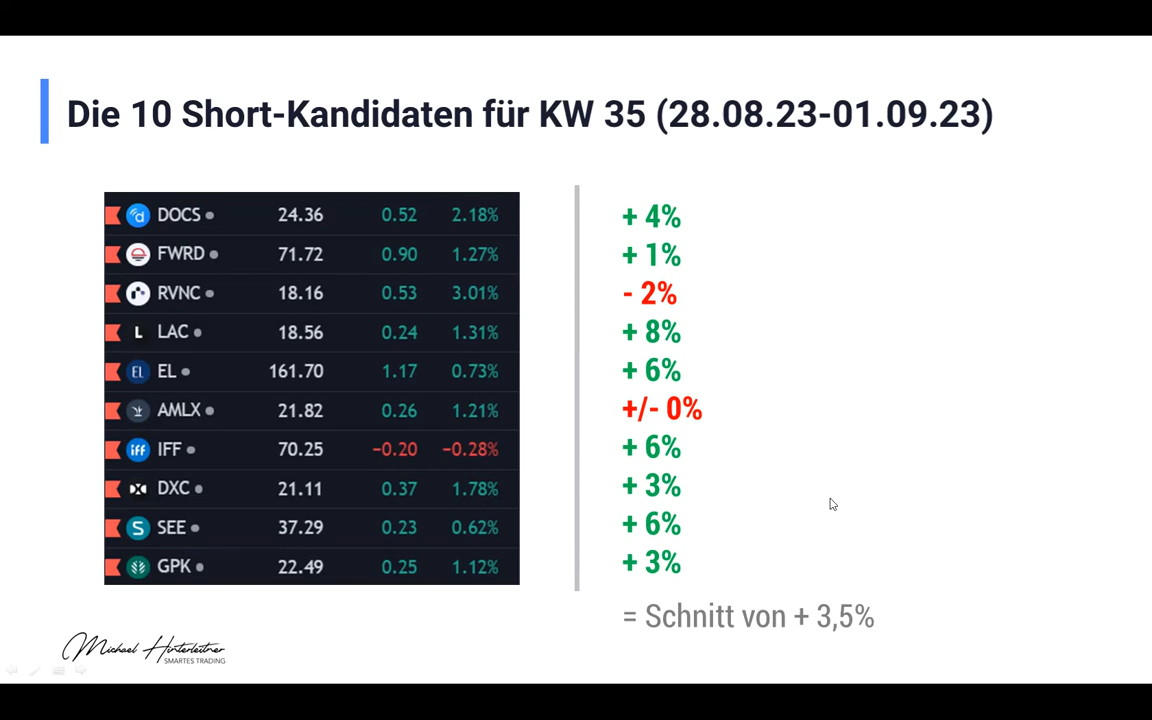 Die 10 Short-Kandidaten für KW 35 (28.08.23-01.09.23)
d DOCS 24.36 0.52 2.18% + 4%
FWRD 71.72 0.90 1.27% + 1%
RVNC 18.16 0.53 3.01% - 2%
L LAC 18.56 0.24 1.31% + 8%
EL EL 161.70 1.17 0.73% + 6%
AMLX 21.82 0.26 1.21% +/- 0%
iff IFF 70.25 −0.20 −0.28% + 6%
DXC 21.11 0.37 1.78% + 3%
S SEE 37.29 0.23 0.62% + 6%
GPK 22.49 0.25 1.12% + 3%
= Schnitt von + 3,5%
Michael Hinterleitner
SMARTES TRADING